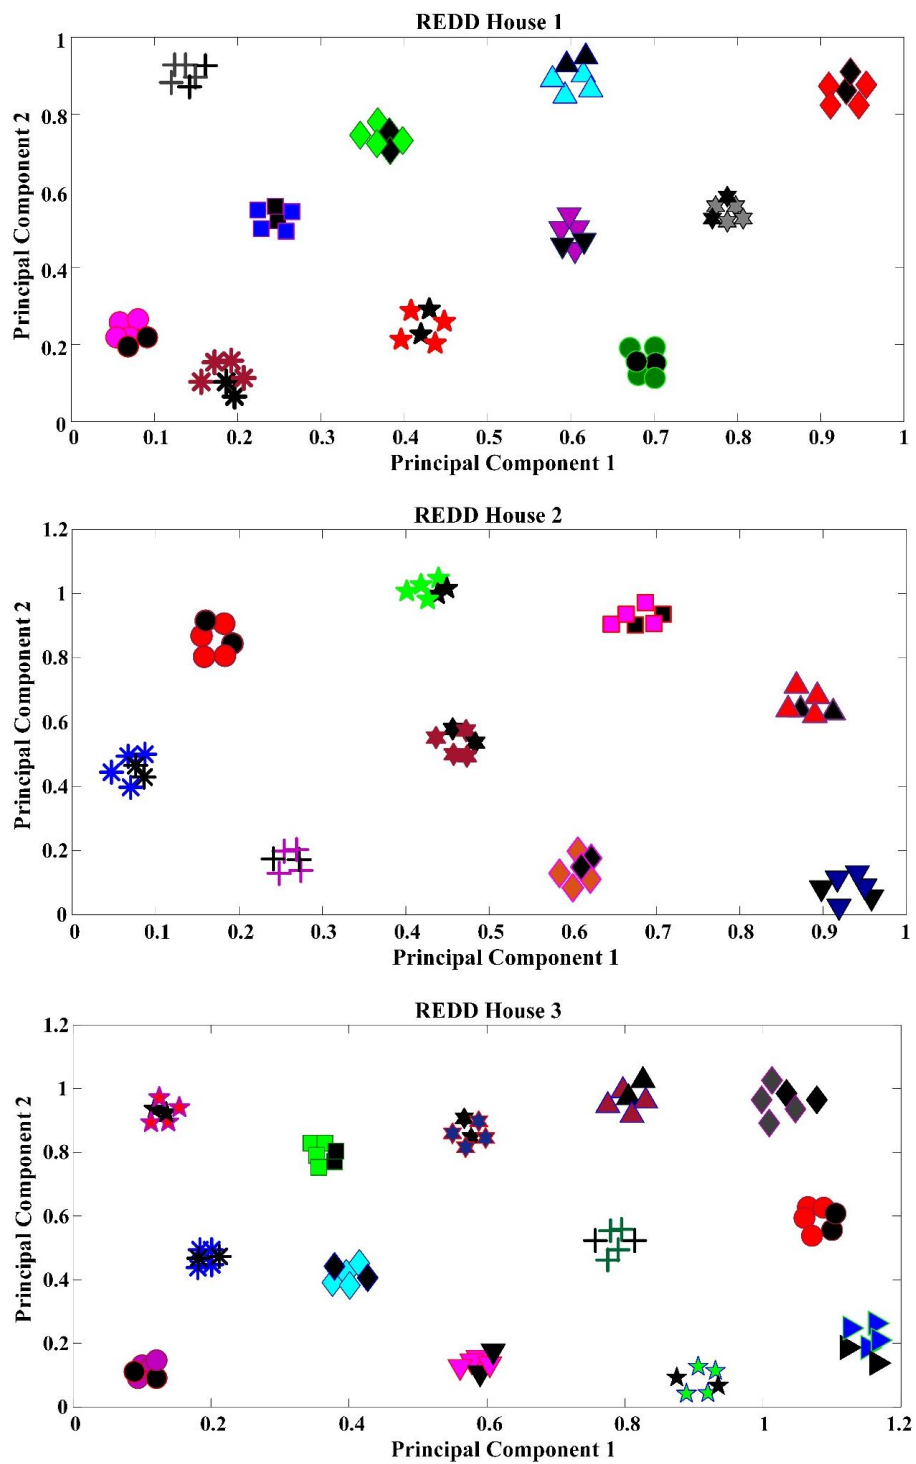 REDD House 1
1
0.8
0.6
0.4
0.2
0
Principal Component 2
0 0.1 0.2 0.3 0.4 0.5 0.6 0.7 0.8 0.9 1
Principal Component 1
REDD House 2
1.2
1
0.8
0.6
0.4
0.2
0
Principal Component 2
0 0.1 0.2 0.3 0.4 0.5 0.6 0.7 0.8 0.9 1
Principal Component 1
REDD House 3
1.2
1
0.8
0.6
0.4
0.2
0
Principal Component 2
0 0.2 0.4 0.6 0.8 1 1.2
Principal Component 1